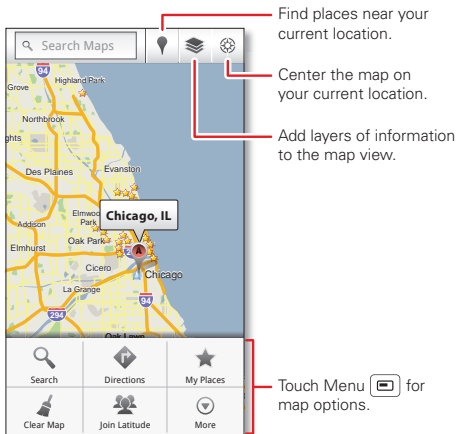 Find places near your
current location.
Search Maps
Center the map on
your current location.
Add layers of information
to the map view.
94
Highland Park
Grove
Northbrook
ghts
Des Plaines
Evanston
Elmwoo
Park
Chicago, IL
Addison
Oak Park
Elmhurst
A
Cicero
Chicago
La Grange
294
94
Oak Lawn
Search
Directions
My Places
Touch Menu for
map options.
Clear Map
Join Latitude
More